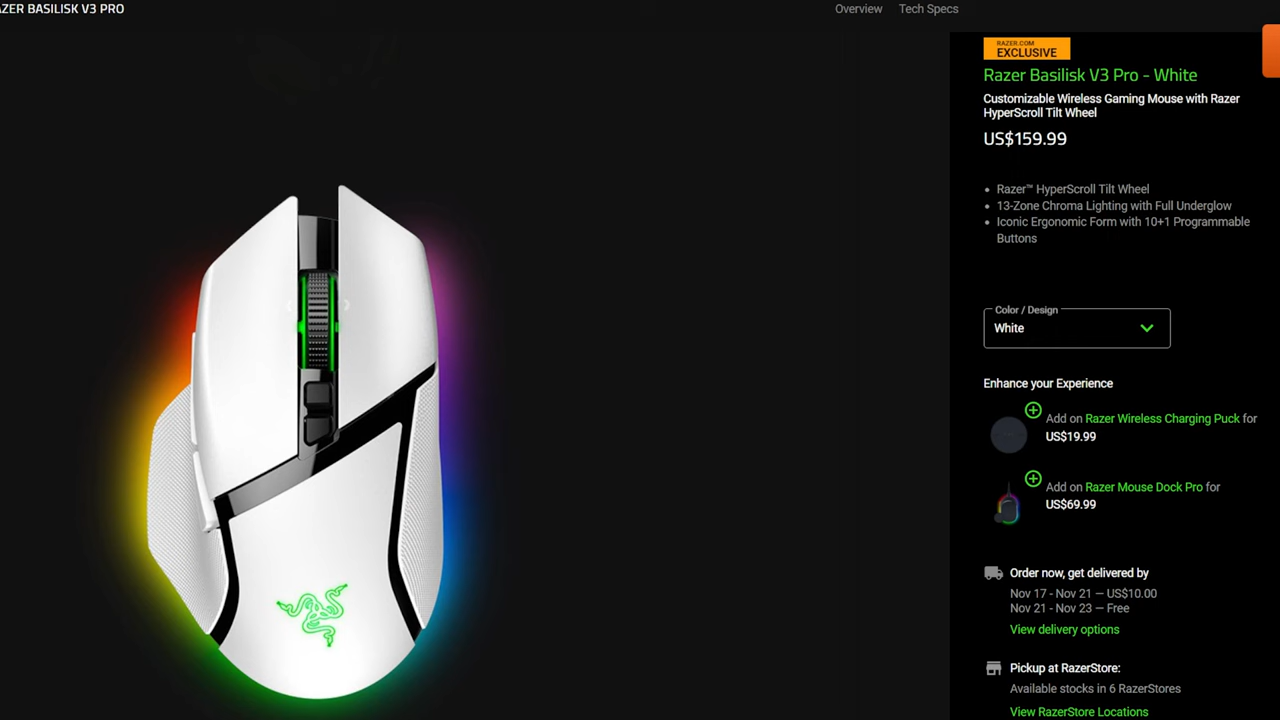 AZER BASILISK V3 PRO
Overview Tech Specs
RAZER.COM
EXCLUSIVE
Razer Basilisk V3 Pro - White
Customizable Wireless Gaming Mouse with Razer
HyperScroll Tilt Wheel
US$159.99
Razer™ HyperScroll Tilt Wheel
13-Zone Chroma Lighting with Full Underglow
Iconic Ergonomic Form with 10+1 Programmable
Buttons
Color / Design
White
Enhance your Experience
Add on Razer Wireless Charging Puck for
US$19.99
Add on Razer Mouse Dock Pro for
US$69.99
Order now, get delivered by
Nov 17 - Nov 21 — US$10.00
Nov 21 - Nov 23 — Free
View delivery options
Pickup at RazerStore:
Available stocks in 6 RazerStores
View RazerStore Locations